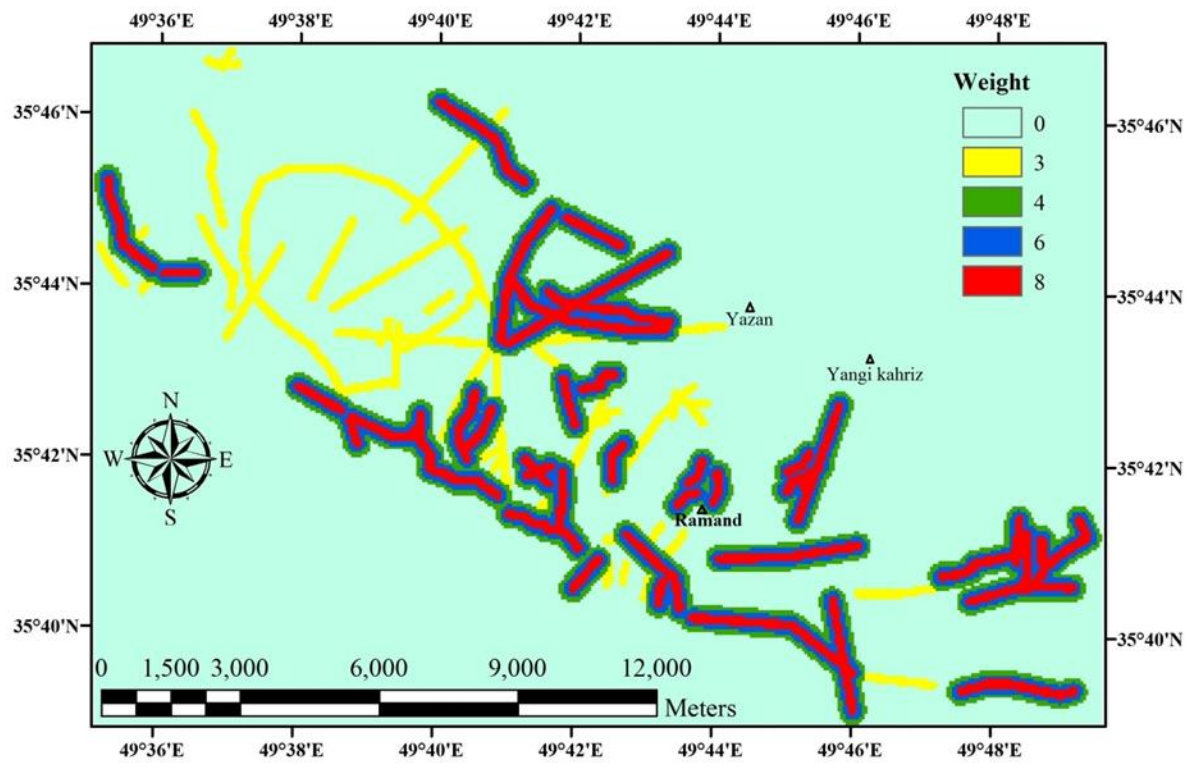 49°36'E 49°38'E 49°40'E 49°42'E 49°44'E 49°46'E 49°48'E
Weight
35°46'N 35°46'N
0
3
4
6
8
35°44'N 35°44'N
Yazan
Yangi kahriz
N
35°42'N 35°42'N
W E
S
Ramand
35°40'N 35°40'N
0 1,500 3,000 6,000 9,000 12,000
Meters
49°36'E 49°38'E 49°40'E 49°42'E 49°44'E 49°46'E 49°48'E